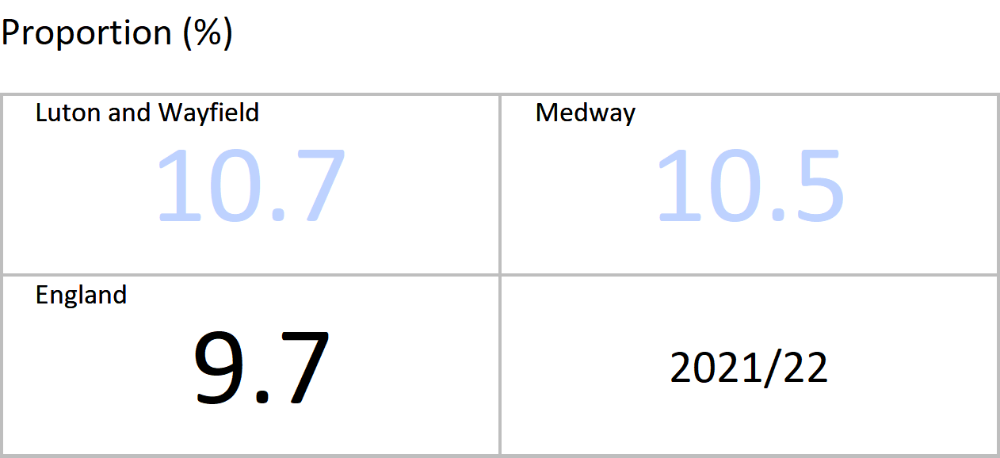 Proportion (%)
Luton and Wayfield
10.7
Medway
10.5
England
9.7
2021/22